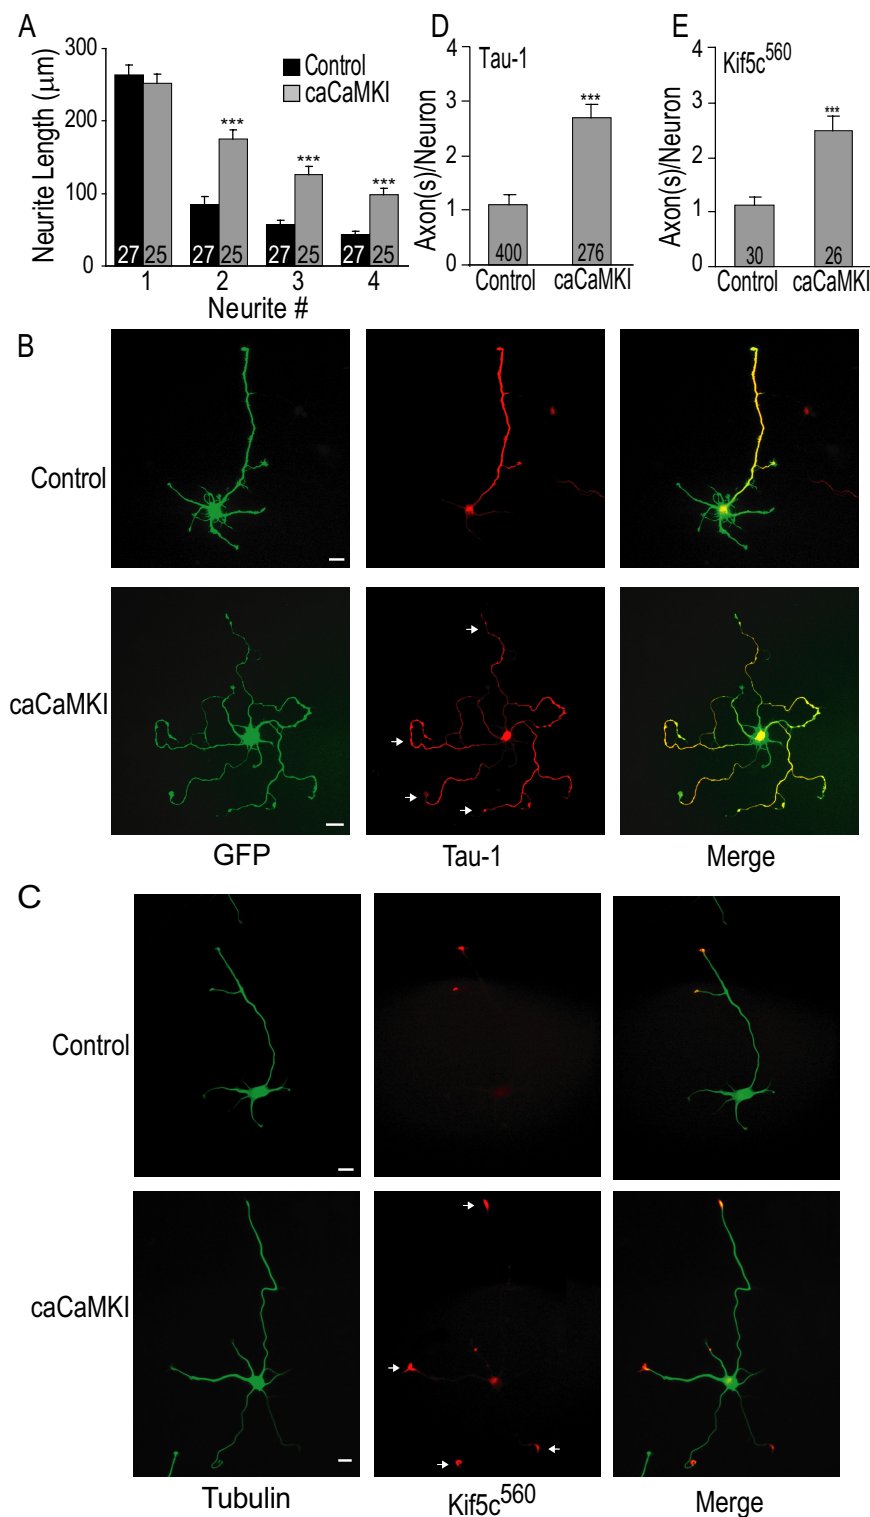 A
300
200
100
0
Neurite Length (μm)
Control
caCaMKI
***
***
***
27 25 27 25 27 25 27 25
1 2 3 4
Neurite #
D
4
3
2
1
0
Axon(s)/Neuron
Tau-1
***
400 276
Control caCaMKI
E
4
3
2
1
0
Axon(s)/Neuron
Kif5c560
***
30 26
Control caCaMKI
B
Control
caCaMKI
GFP Tau-1 Merge
C
Control
caCaMKI
Tubulin Kif5c560 Merge